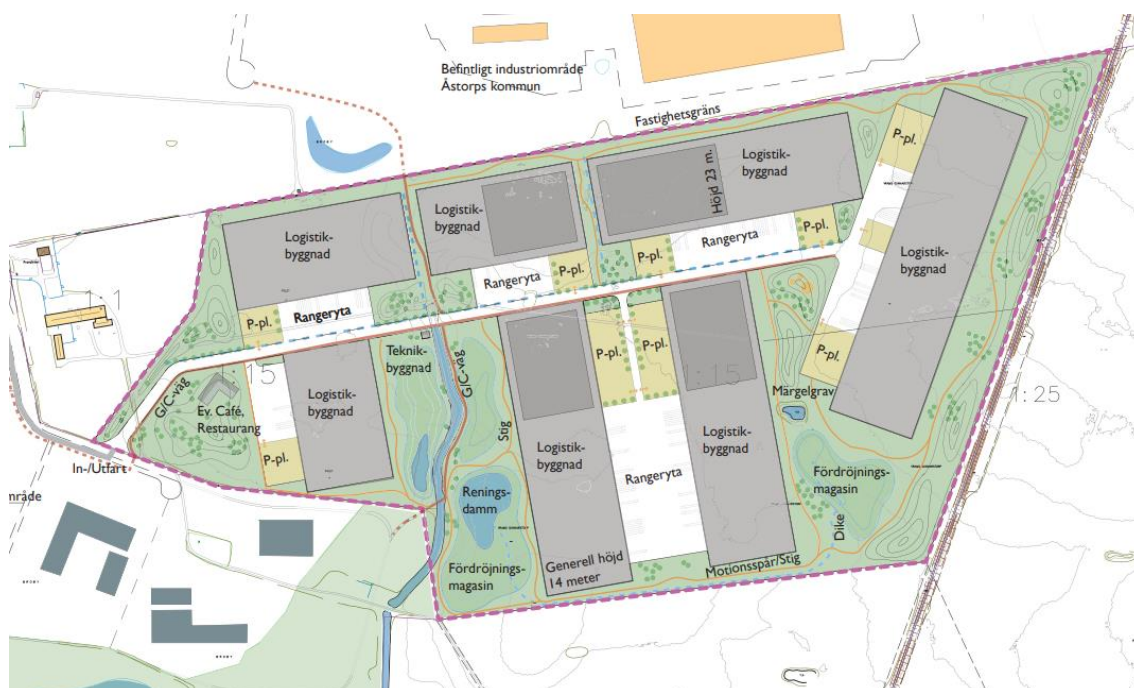 Befintligt industriområde
Åstorps kommun
Fastighetsgräns
P-pl.
Logistik-
byggnad
Höjd 23 m.
Logistik-
byggnad
Logistik-
byggnad
Logistik-
byggnad
Rangeryta
P-pl.
P-pl.
Rangeryta
P-pl.
P-pl.
Rangeryta
Logistik-
byggnad
1:1
P-pl.
P-pl.
P-pl.
Teknik-
byggnad
G/C-väg
G/C-väg
1:15
1:15
Märgelgrav
1:25
Logistik-
byggnad
Ev. Café,
Restaurang
Stig
Logistik-
byggnad
Logistik-
byggnad
P-pl.
In-/Utfart
Rangeryta
Fördröjnings-
magasin
område
Renings-
damm
Dike
Fördröjnings-
magasin
Generell höjd
14 meter
Motionsspår/Stig